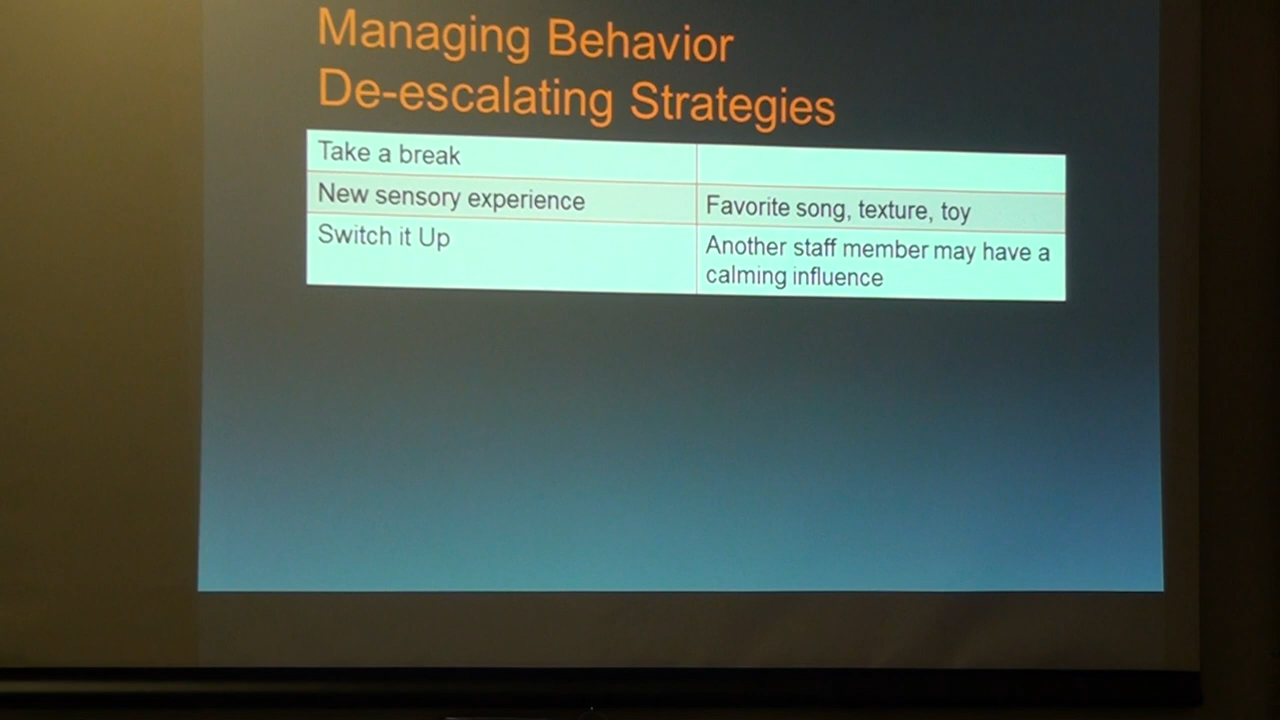 Managing Behavior
De-escalating Strategies
Take a break
New sensory experience
Favorite song, texture, toy
Switch it Up
Another staff member may have a
calming influence